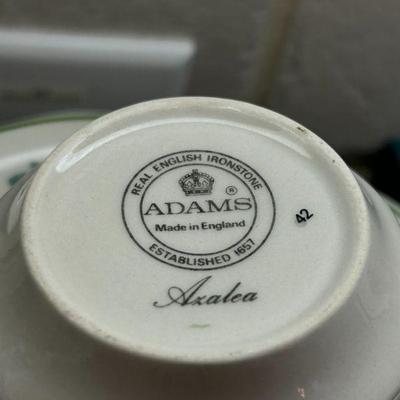 REAL ENGLISH IRONSTONE
®
ADAMS
Made in England
ESTABLISHED 1657
42
Azalea